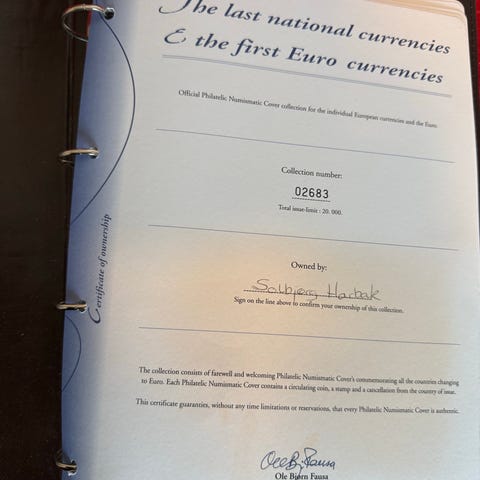 The last national currencies
& the first Euro currencies
Official Philatelic Numismatic Cover collection for the individual European currencies and the Euro.
Collection number:
02683
Total issue-limit : 20. 000.
Owned by:
Solbjørg Harbak
Sign on the line above to confirm your ownership of this collection.
Certificate of ownership
The collection consists of farewell and welcoming Philatelic Numismatic Cover's commemorating all the countries changing
to Euro. Each Philatelic Numismatic Cover contains a circulating coin, a stamp and a cancellation from the country of issue.
This certificate guaranties, without any time limitations or reservations, that every Philatelic Numismatic Cover is authentic.
Ole Bj. Fausa
Ole Bjørn Fausa